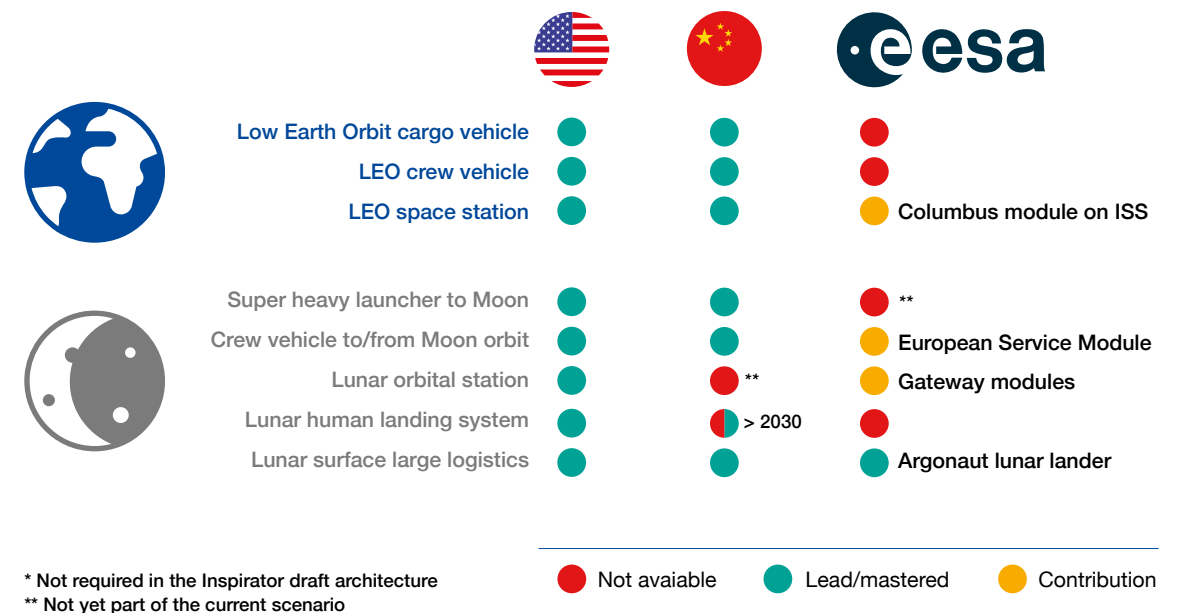 esa
Low Earth Orbit cargo vehicle
LEO crew vehicle
LEO space station
Columbus module on ISS
Super heavy launcher to Moon
**
Crew vehicle to/from Moon orbit
European Service Module
Lunar orbital station
**
Gateway modules
Lunar human landing system
> 2030
Lunar surface large logistics
Argonaut lunar lander
* Not required in the Inspirator draft architecture
** Not yet part of the current scenario
Not avaiable
Lead/mastered
Contribution